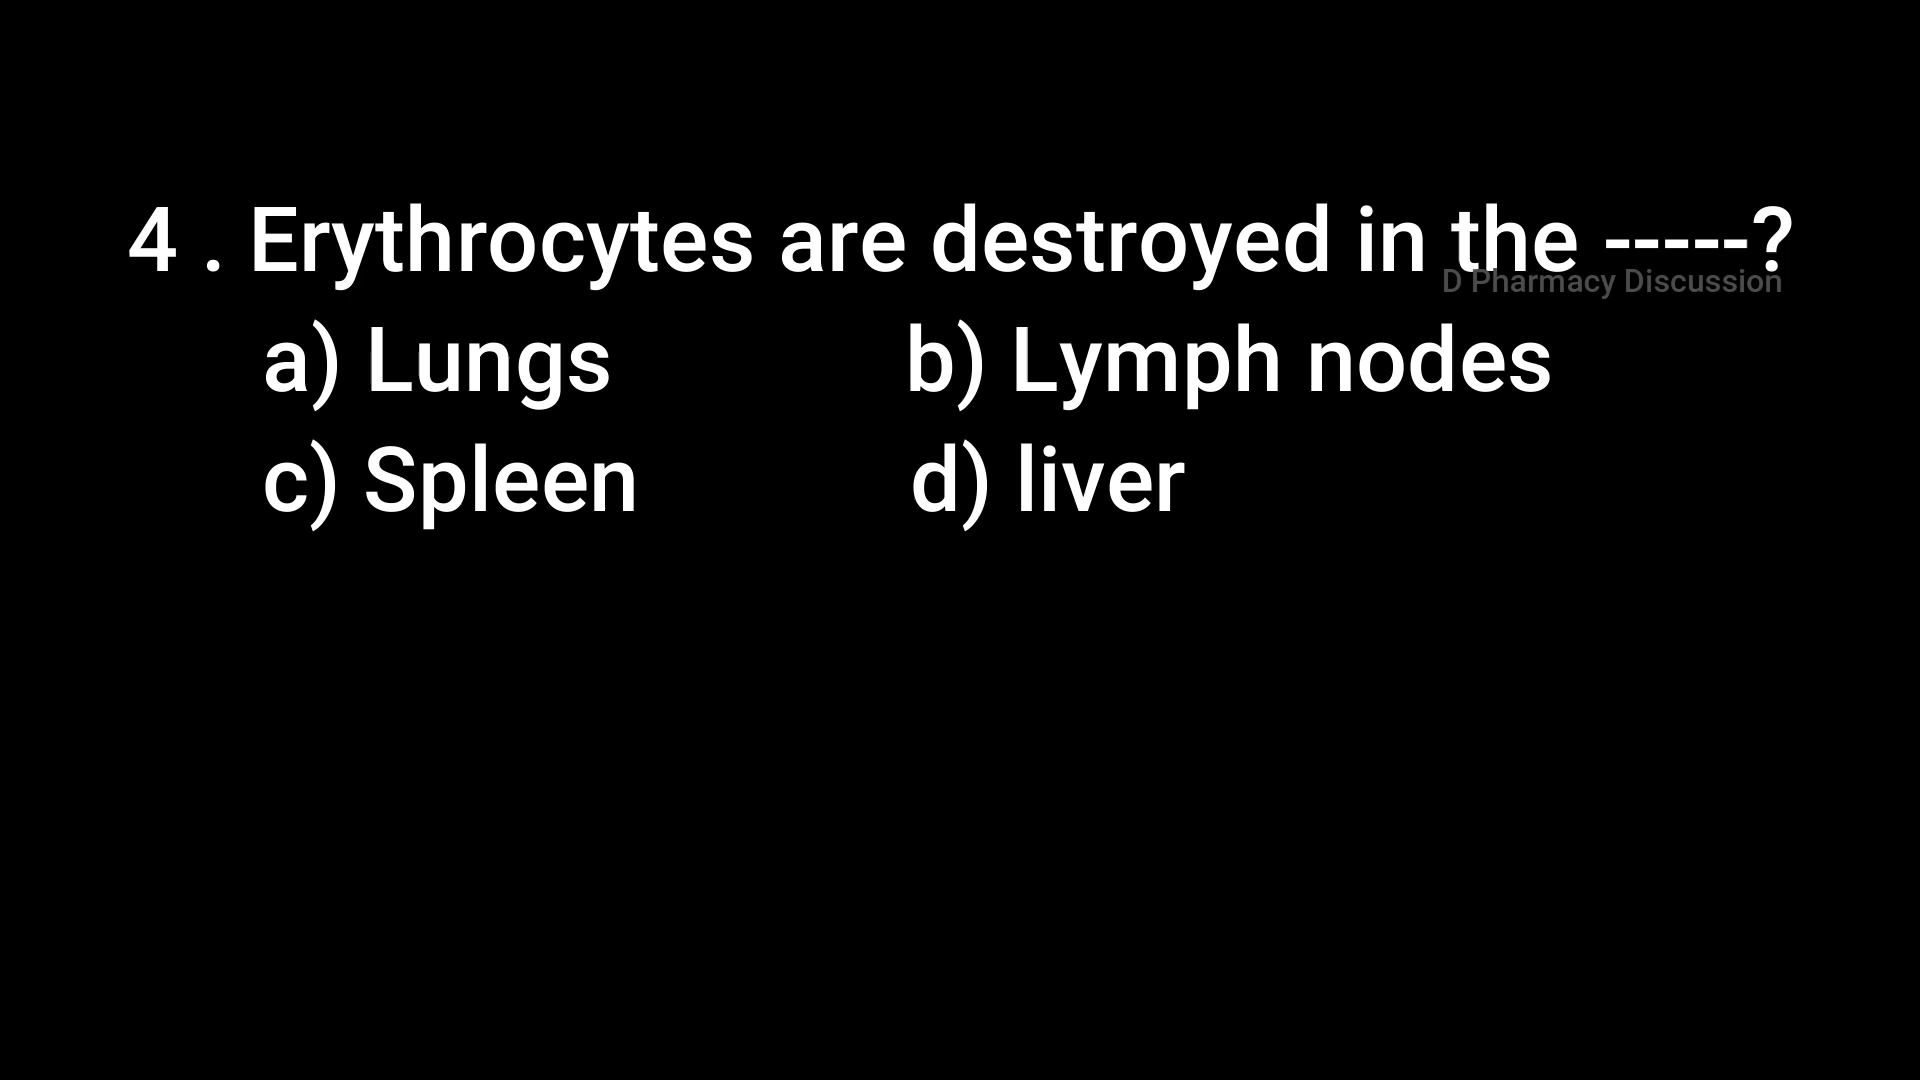 4 . Erythrocytes are destroyed in the -----?
D Pharmacy Discussion
a) Lungs b) Lymph nodes
c) Spleen d) liver